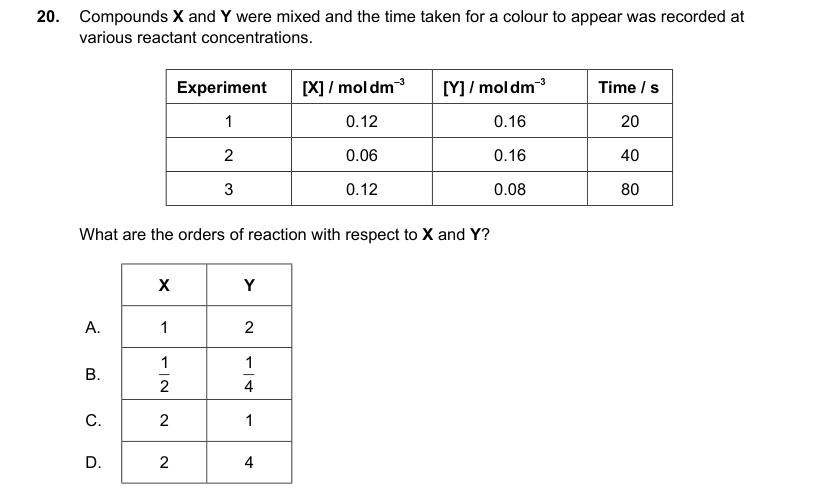 20. Compounds X and Y were mixed and the time taken for a colour to appear was recorded at
various reactant concentrations.
Experiment [X] / mol dm⁻³ [Y] / mol dm⁻³ Time / s
1 0.12 0.16 20
2 0.06 0.16 40
3 0.12 0.08 80
What are the orders of reaction with respect to X and Y?
X Y
A. 1 2
B. 1/2 1/4
C. 2 1
D. 2 4